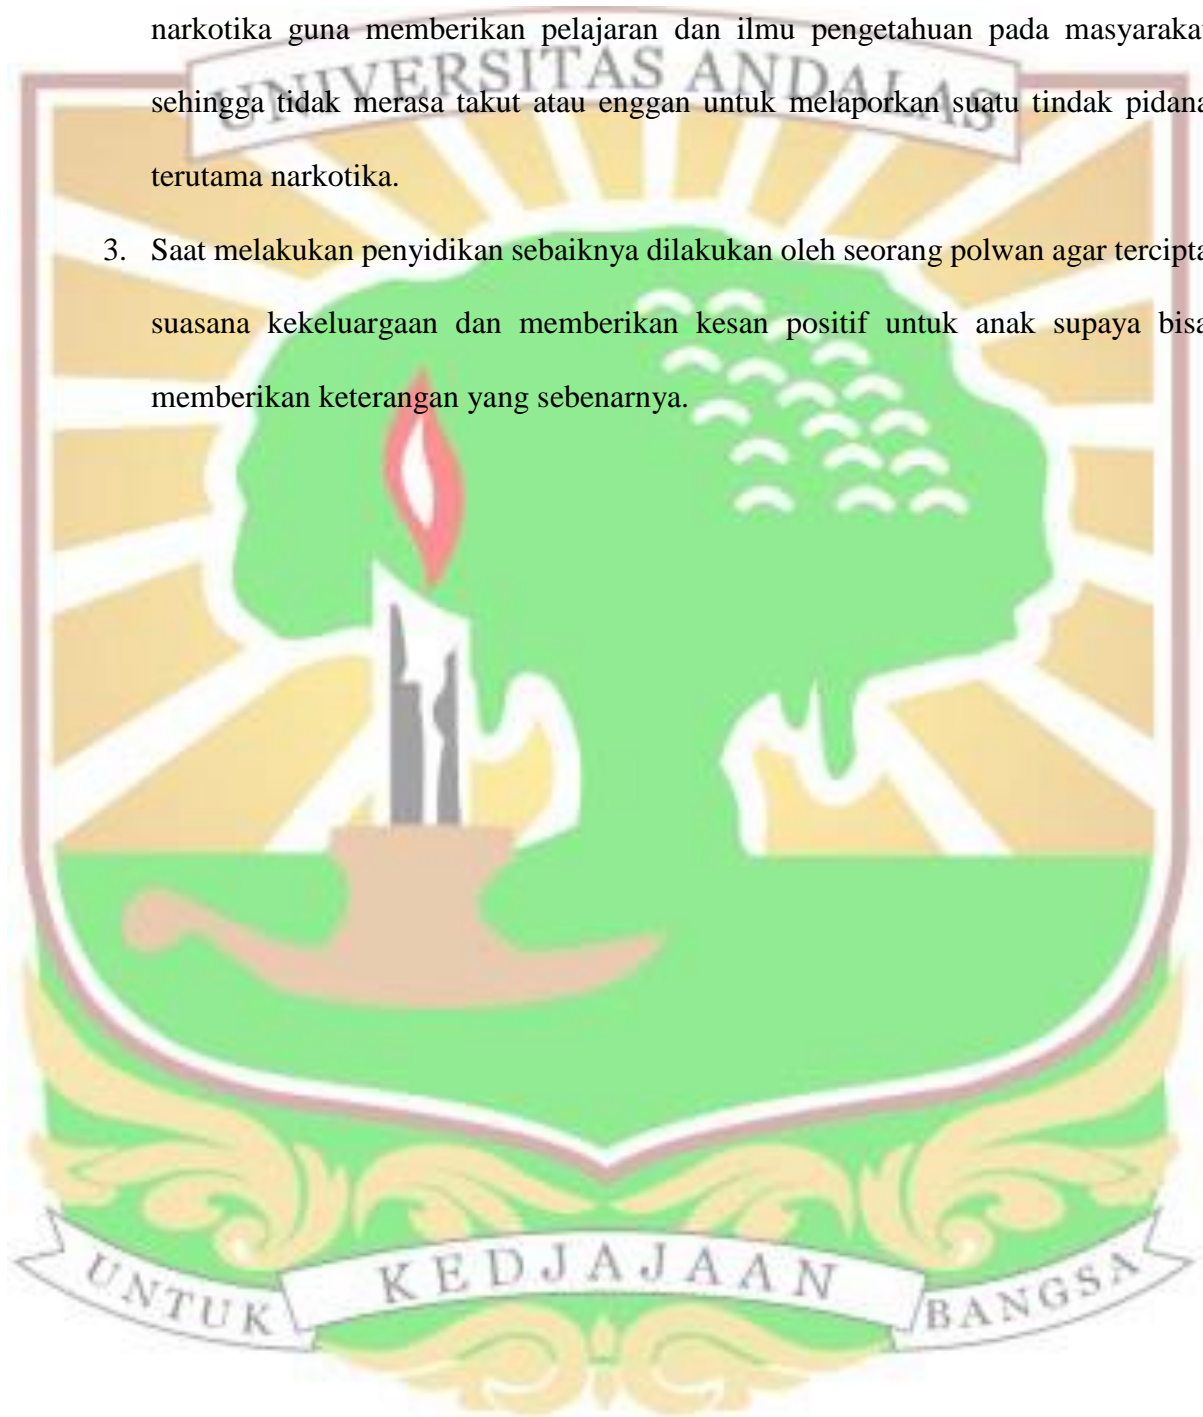 narkotika guna memberikan pelajaran dan ilmu pengetahuan pada masyarakat
UNIVERSITAS ANDALAS
sehingga tidak merasa takut atau enggan untuk melaporkan suatu tindak pidana
terutama narkotika.
3. Saat melakukan penyidikan sebaiknya dilakukan oleh seorang polwan agar tercipta
suasana kekeluargaan dan memberikan kesan positif untuk anak supaya bisa
memberikan keterangan yang sebenarnya.
UNTUK KEDJAJAAN BANGSA